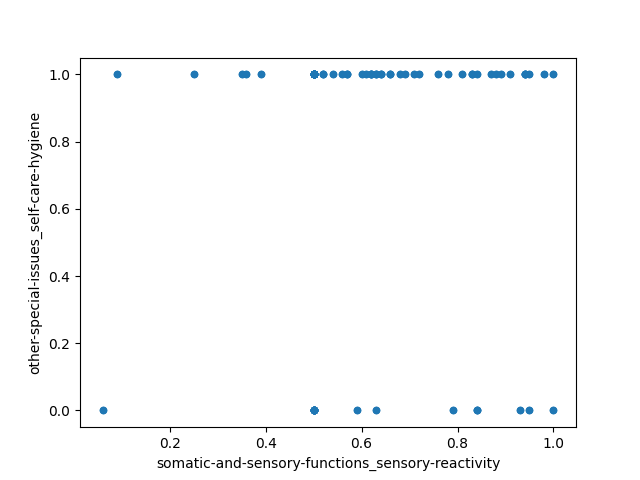 1.0
0.8
0.6
0.4
0.2
0.0
other-special-issues_self-care-hygiene
0.2 0.4 0.6 0.8 1.0
somatic-and-sensory-functions_sensory-reactivity